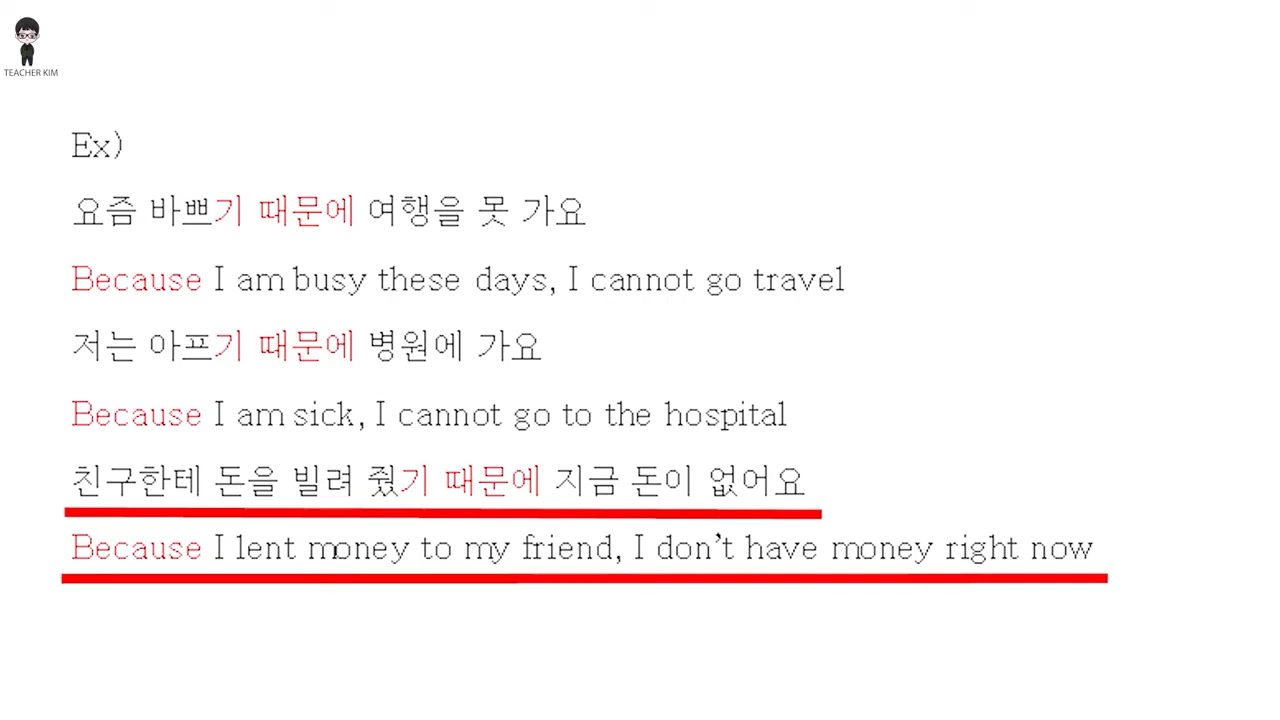 TEACHER KIM
Ex)
요즘 바쁘기 때문에 여행을 못 가요
Because I am busy these days, I cannot go travel
저는 아프기 때문에 병원에 가요
Because I am sick, I cannot go to the hospital
친구한테 돈을 빌려 줬기 때문에 지금 돈이 없어요
Because I lent money to my friend, I don’t have money right now